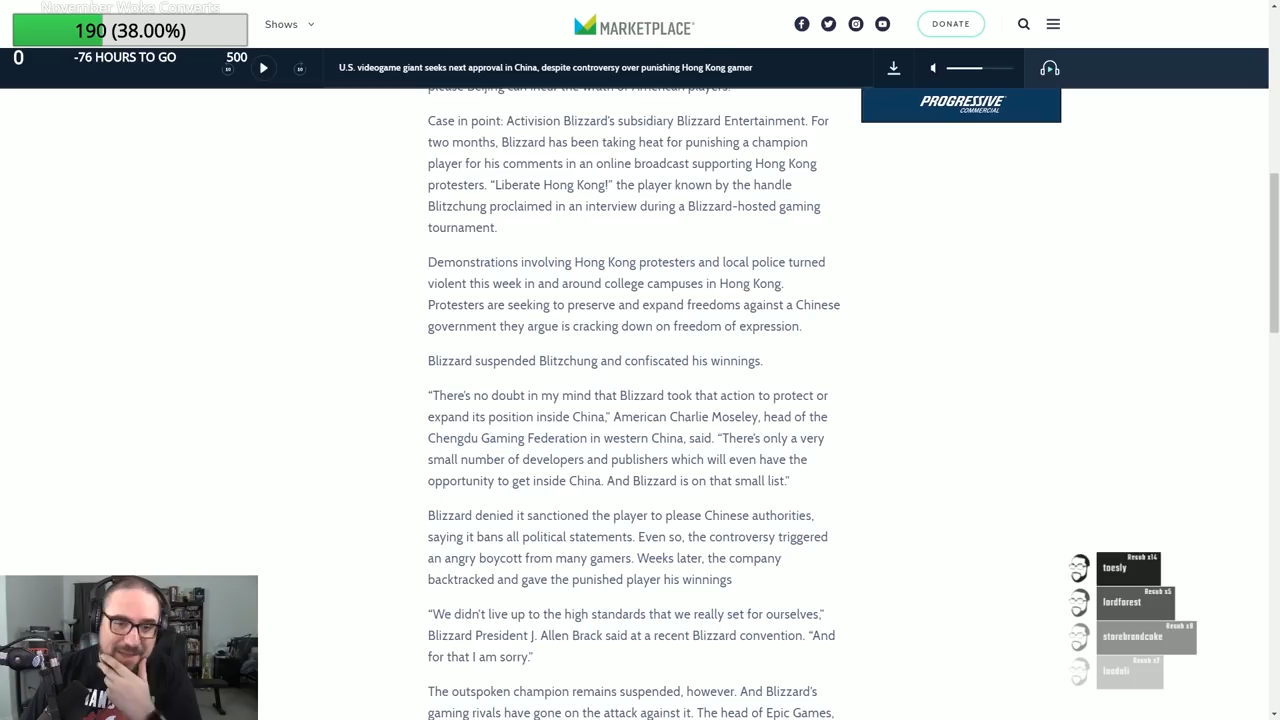 November Woke Converts
190 (38.00%)
0
-76 HOURS TO GO
500
Shows
MARKETPLACE
DONATE
10
10
U.S. videogame giant seeks next approval in China, despite controversy over punishing Hong Kong gamer
please Beijing can incur the wrath of American players.
PROGRESSIVE
COMMERCIAL
Case in point: Activision Blizzard’s subsidiary Blizzard Entertainment. For
two months, Blizzard has been taking heat for punishing a champion
player for his comments in an online broadcast supporting Hong Kong
protesters. “Liberate Hong Kong!” the player known by the handle
Blitzchung proclaimed in an interview during a Blizzard-hosted gaming
tournament.
Demonstrations involving Hong Kong protesters and local police turned
violent this week in and around college campuses in Hong Kong.
Protesters are seeking to preserve and expand freedoms against a Chinese
government they argue is cracking down on freedom of expression.
Blizzard suspended Blitzchung and confiscated his winnings.
“There’s no doubt in my mind that Blizzard took that action to protect or
expand its position inside China,” American Charlie Moseley, head of the
Chengdu Gaming Federation in western China, said. “There’s only a very
small number of developers and publishers which will even have the
opportunity to get inside China. And Blizzard is on that small list.”
Blizzard denied it sanctioned the player to please Chinese authorities,
saying it bans all political statements. Even so, the controversy triggered
an angry boycott from many gamers. Weeks later, the company
backtracked and gave the punished player his winnings
“We didn’t live up to the high standards that we really set for ourselves,”
Blizzard President J. Allen Brack said at a recent Blizzard convention. “And
for that I am sorry.”
The outspoken champion remains suspended, however. And Blizzard’s
gaming rivals have gone on the attack against it. The head of Epic Games,
Resub x14
toesly
Resub x5
lordforest
Resub x9
storebrandcoke
Resub x7